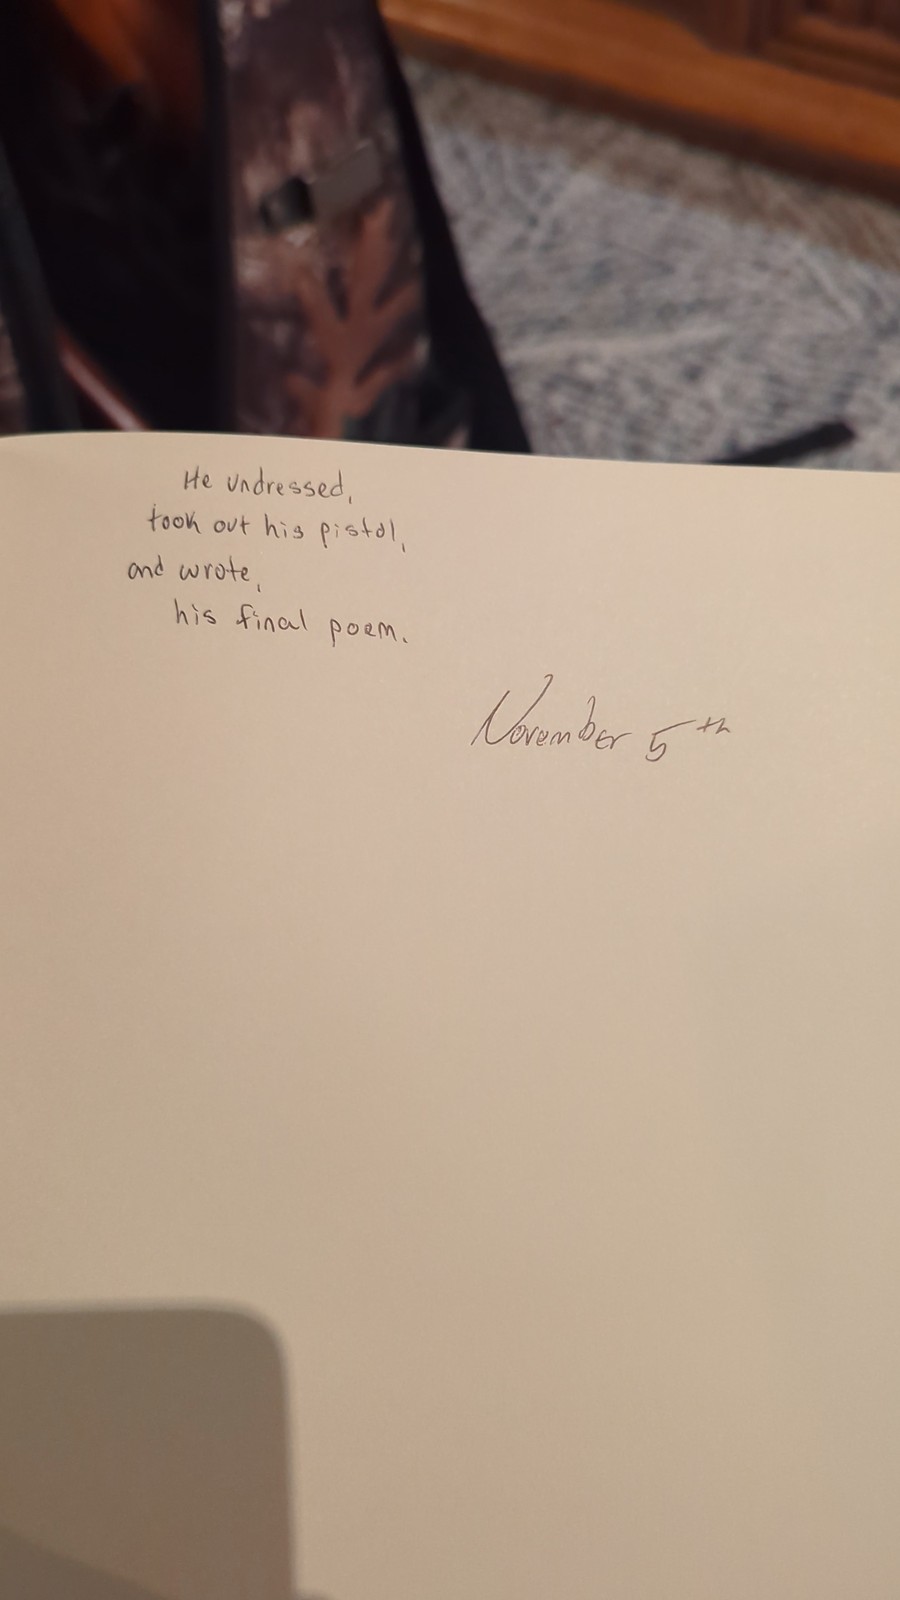 He undressed,
took out his pistol,
and wrote,
his final poem.
November 5th